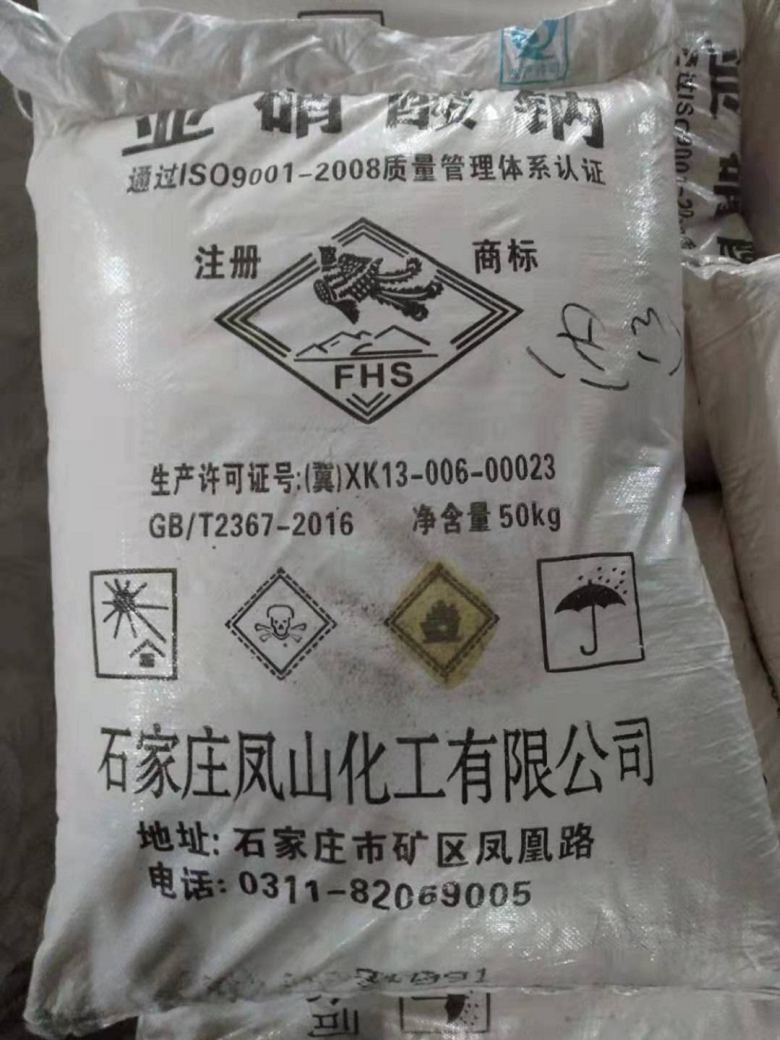 亚硝酸钠
通过ISO9001-2008质量管理体系认证
注册 商标
FHS
生产许可证号:(冀)XK13-006-00023
GB/T2367-2016 净含量50kg
石家庄凤山化工有限公司
地址: 石家庄市矿区凤凰路
电话: 0311-82069005
司